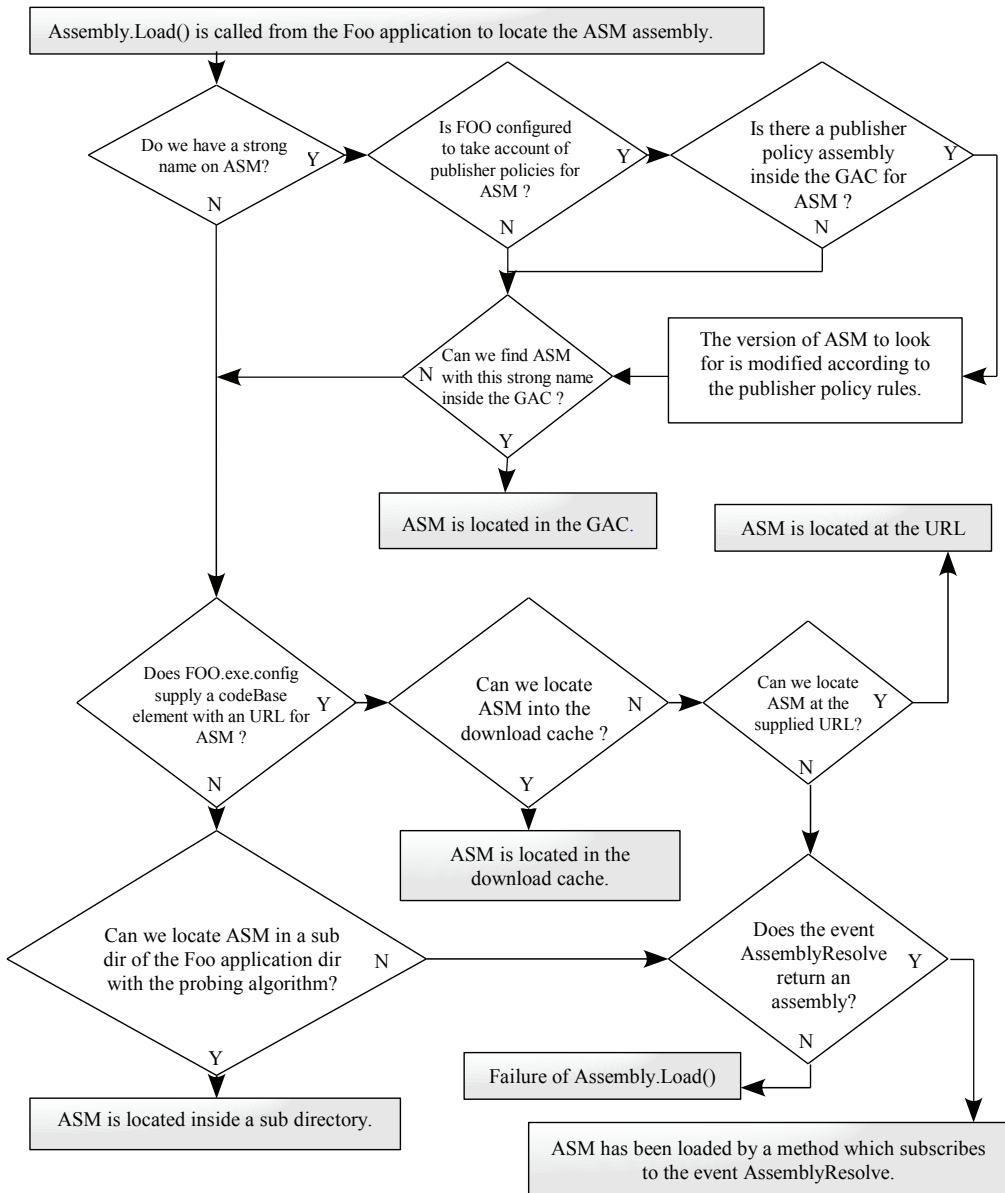 Assembly.Load() is called from the Foo application to locate the ASM assembly.
Do we have a strong
name on ASM?
Y
N
Is FOO configured
to take account of
publisher policies for
ASM ?
Y
N
Is there a publisher
policy assembly
inside the GAC for
ASM ?
Y
N
The version of ASM to look
for is modified according to
the publisher policy rules.
Can we find ASM
with this strong name
inside the GAC ?
N
Y
ASM is located in the GAC.
ASM is located at the URL
Does FOO.exe.config
supply a codeBase
element with an URL for
ASM ?
Y
N
Can we locate
ASM into the
download cache ?
N
Y
Can we locate
ASM at the
supplied URL?
Y
N
ASM is located in the
download cache.
Can we locate ASM in a sub
dir of the Foo application dir
with the probing algorithm?
N
Y
Does the event
AssemblyResolve
return an
assembly?
Y
N
Failure of Assembly.Load()
ASM is located inside a sub directory.
ASM has been loaded by a method which subscribes
to the event AssemblyResolve.